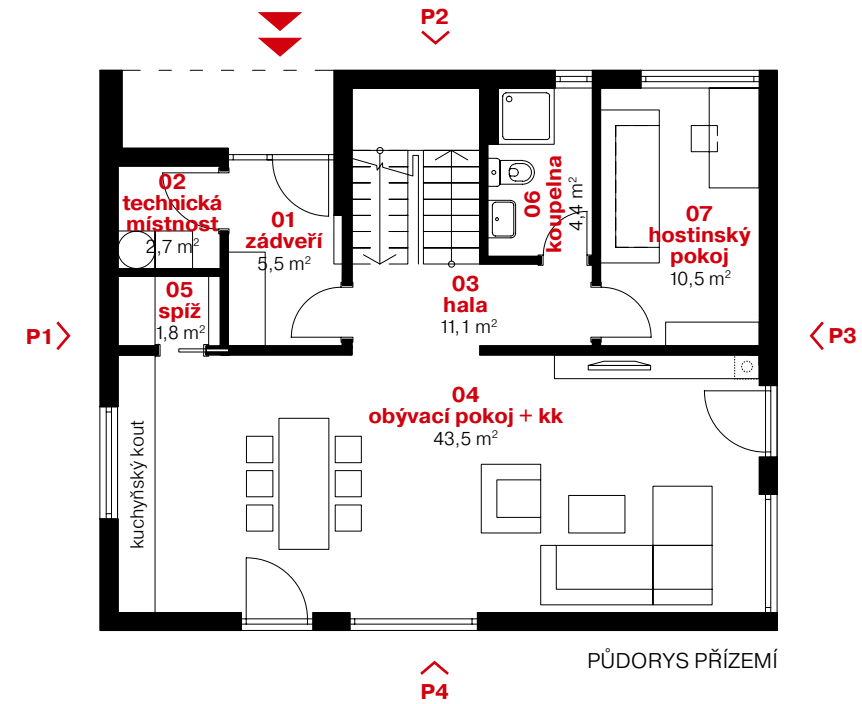 P2
02
technická
místnost
2,7 m²
01
zádveří
5,5 m²
06
koupelna
4,4 m²
07
hostinský
pokoj
10,5 m²
03
hala
11,1 m²
05
spíž
1,8 m²
P1
P3
04
obývací pokoj + kk
43,5 m²
kuchyňský kout
PŮDORYS PŘÍZEMÍ
P4